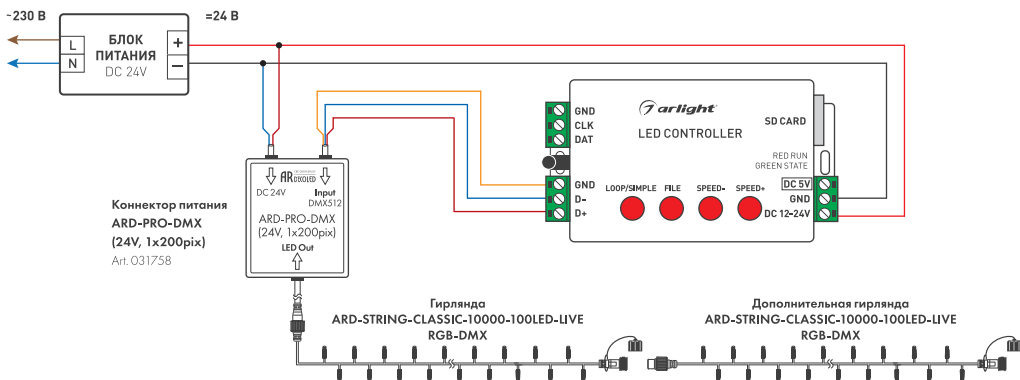 ~230 В
=24 В
L
N
БЛОК
ПИТАНИЯ
DC 24V
+
−
arlight
LED CONTROLLER
SD CARD
RED RUN
GREEN STATE
GND
CLK
DAT
GND
D-
D+
LOOP/SIMPLE
FILE
SPEED-
SPEED+
DC 5V
GND
DC 12-24V
DC 24V
Input
DMX512
ARD-PRO-DMX
(24V, 1x200pix)
LED Out
Коннектор питания
ARD-PRO-DMX
(24V, 1x200pix)
Art. 031758
Гирлянда
ARD-STRING-CLASSIC-10000-100LED-LIVE
RGB-DMX
Дополнительная гирлянда
ARD-STRING-CLASSIC-10000-100LED-LIVE
RGB-DMX